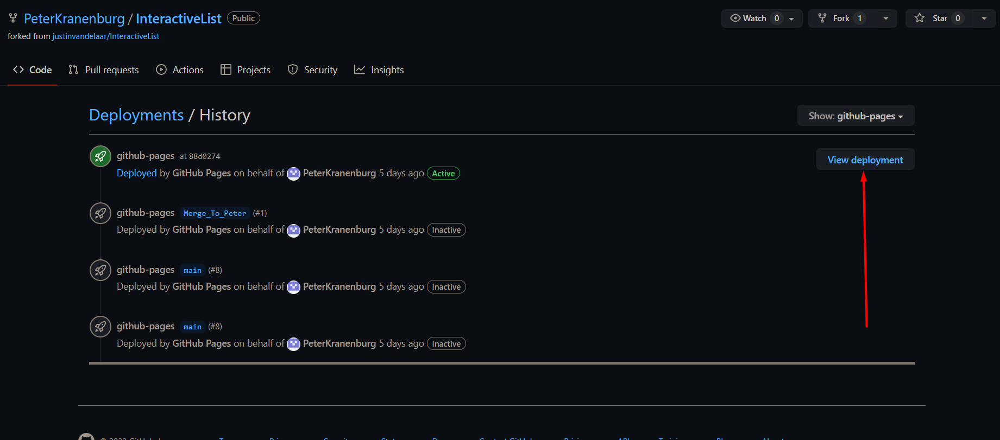 PeterKranenburg / InteractiveList Public
Watch 0 Fork 1 Star 0
forked from justinvandelaar/InteractiveList
Code Pull requests Actions Projects Security Insights
Deployments / History
Show: github-pages
github-pages at 88d0274
View deployment
Deployed by GitHub Pages on behalf of PeterKranenburg 5 days ago Active
github-pages Merge_To_Peter (#1)
Deployed by GitHub Pages on behalf of PeterKranenburg 5 days ago Inactive
github-pages main (#8)
Deployed by GitHub Pages on behalf of PeterKranenburg 5 days ago Inactive
github-pages main (#8)
Deployed by GitHub Pages on behalf of PeterKranenburg 5 days ago Inactive